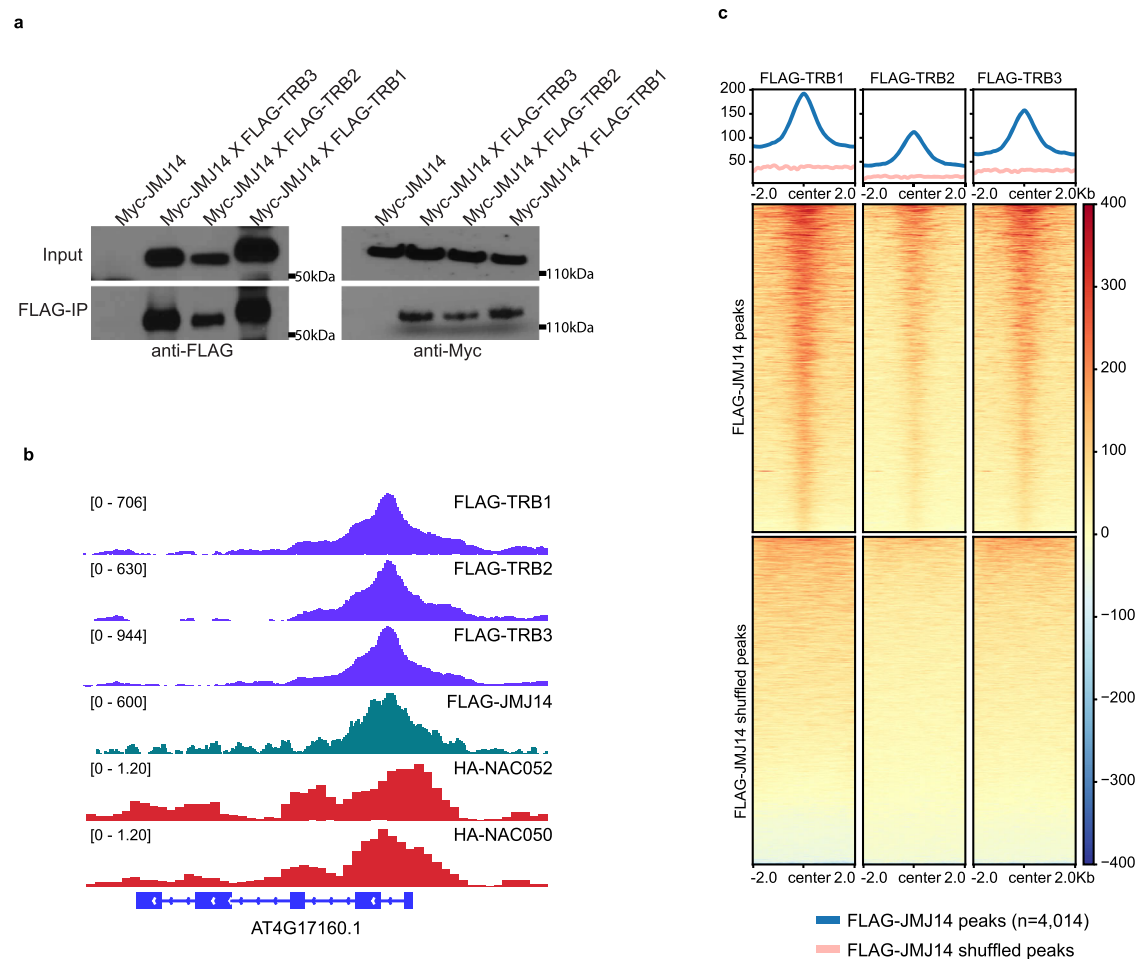 a
Myc-JMJ14
Myc-JMJ14 X FLAG-TRB3
Myc-JMJ14 X FLAG-TRB2
Myc-JMJ14 X FLAG-TRB1
Myc-JMJ14
Myc-JMJ14 X FLAG-TRB3
Myc-JMJ14 X FLAG-TRB2
Myc-JMJ14 X FLAG-TRB1
Input
50kDa
110kDa
FLAG-IP
50kDa
110kDa
anti-FLAG
anti-Myc
b
[0 - 706]
FLAG-TRB1
[0 - 630]
FLAG-TRB2
[0 - 944]
FLAG-TRB3
[0 - 600]
FLAG-JMJ14
[0 - 1.20]
HA-NAC052
[0 - 1.20]
HA-NAC050
AT4G17160.1
c
FLAG-TRB1
FLAG-TRB2
FLAG-TRB3
200
150
100
50
-2.0 center 2.0
-2.0 center 2.0
-2.0 center 2.0Kb
FLAG-JMJ14 peaks
FLAG-JMJ14 shuffled peaks
400
300
200
100
0
−100
−200
−300
−400
-2.0 center 2.0
-2.0 center 2.0
-2.0 center 2.0Kb
FLAG-JMJ14 peaks (n=4,014)
FLAG-JMJ14 shuffled peaks